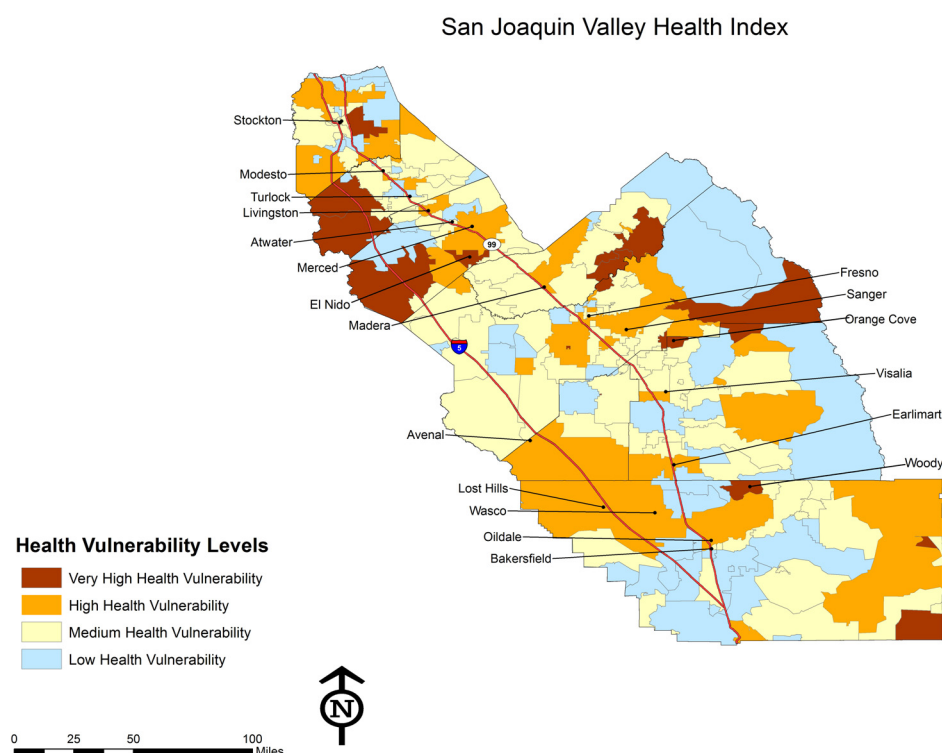 San Joaquin Valley Health Index
Stockton
Modesto
Turlock
Livingston
Atwater
Merced
El Nido
Madera
99
5
Fresno
Sanger
Orange Cove
Visalia
Avenal
Earlimart
Woody
Lost Hills
Wasco
Oildale
Bakersfield
Health Vulnerability Levels
Very High Health Vulnerability
High Health Vulnerability
Medium Health Vulnerability
Low Health Vulnerability
N
0 25 50 100
Miles